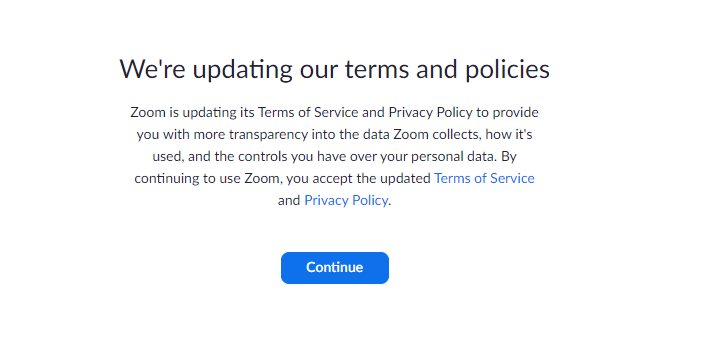 We're updating our terms and policies
Zoom is updating its Terms of Service and Privacy Policy to provide
you with more transparency into the data Zoom collects, how it's
used, and the controls you have over your personal data. By
continuing to use Zoom, you accept the updated Terms of Service
and Privacy Policy.
Continue